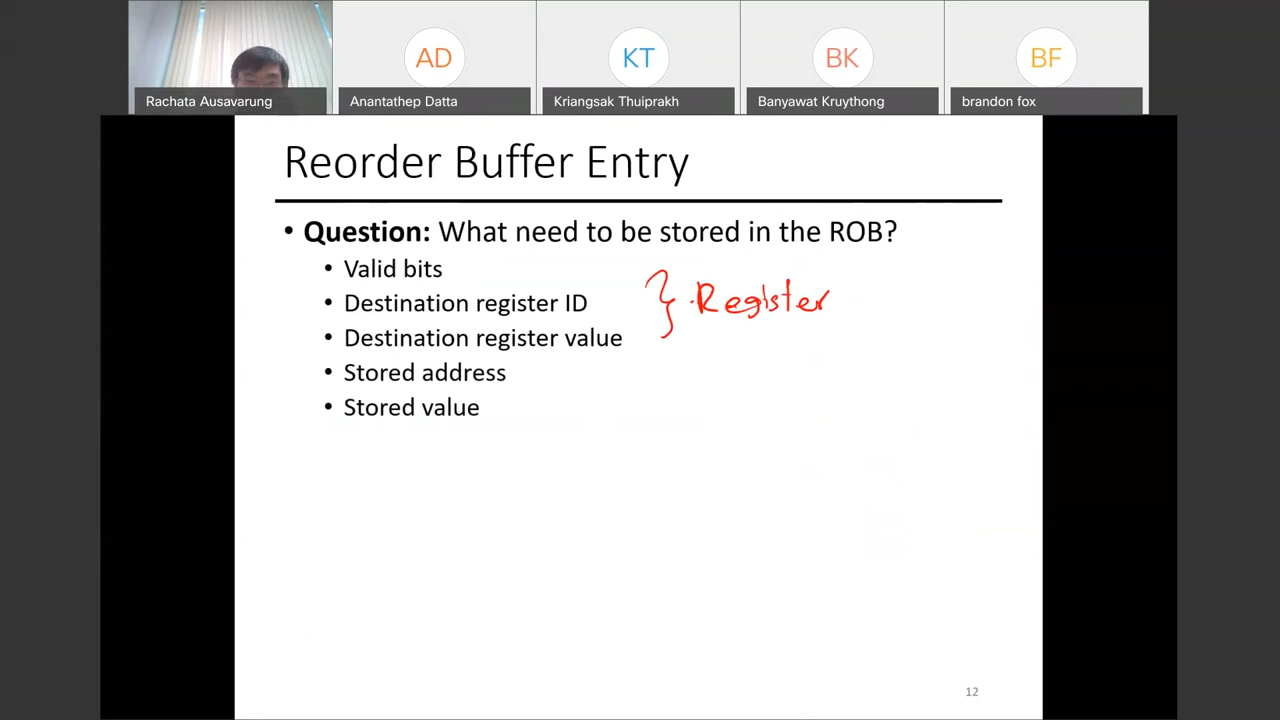 AD
KT
BK
BF
Rachata Ausavarung
Anantathep Datta
Kriangsak Thuiprakh
Banyawat Kruythong
brandon fox
Reorder Buffer Entry
• Question: What need to be stored in the ROB?
• Valid bits
• Destination register ID
} Register
• Destination register value
• Stored address
• Stored value
12